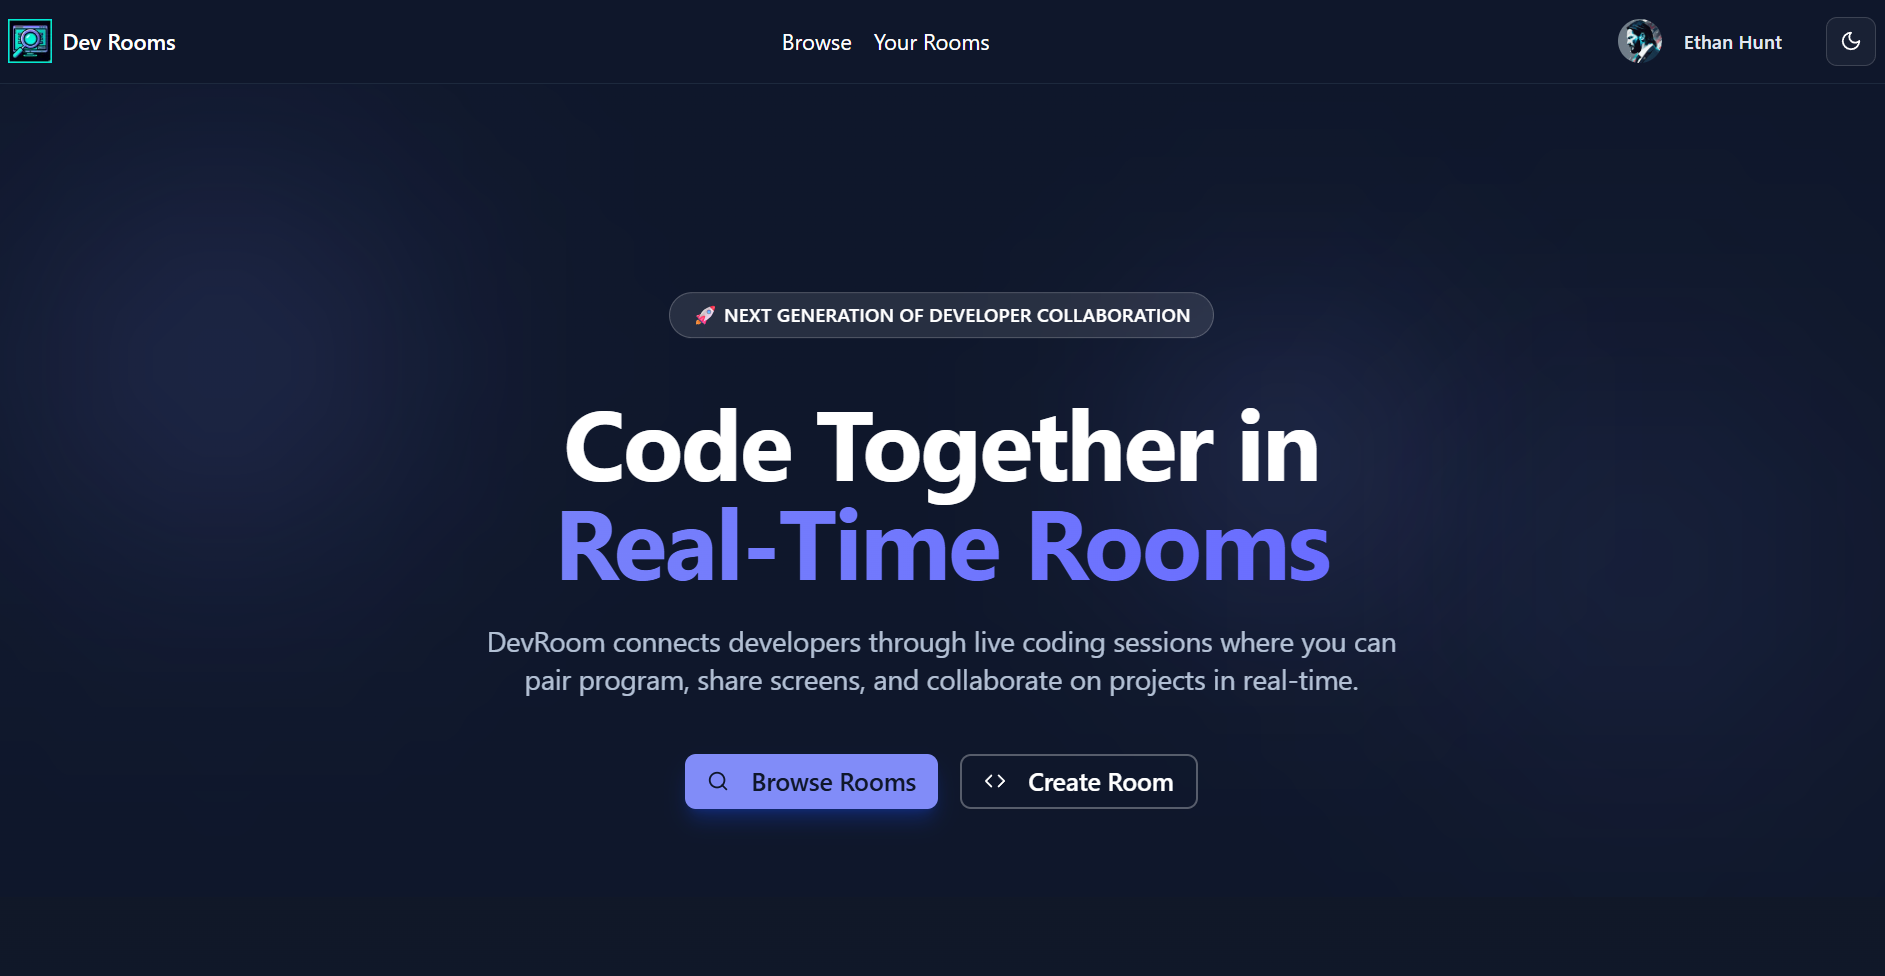 Dev Rooms
Browse
Your Rooms
Ethan Hunt
🚀 NEXT GENERATION OF DEVELOPER COLLABORATION
Code Together in
Real-Time Rooms
DevRoom connects developers through live coding sessions where you can
pair program, share screens, and collaborate on projects in real-time.
Browse Rooms
Create Room